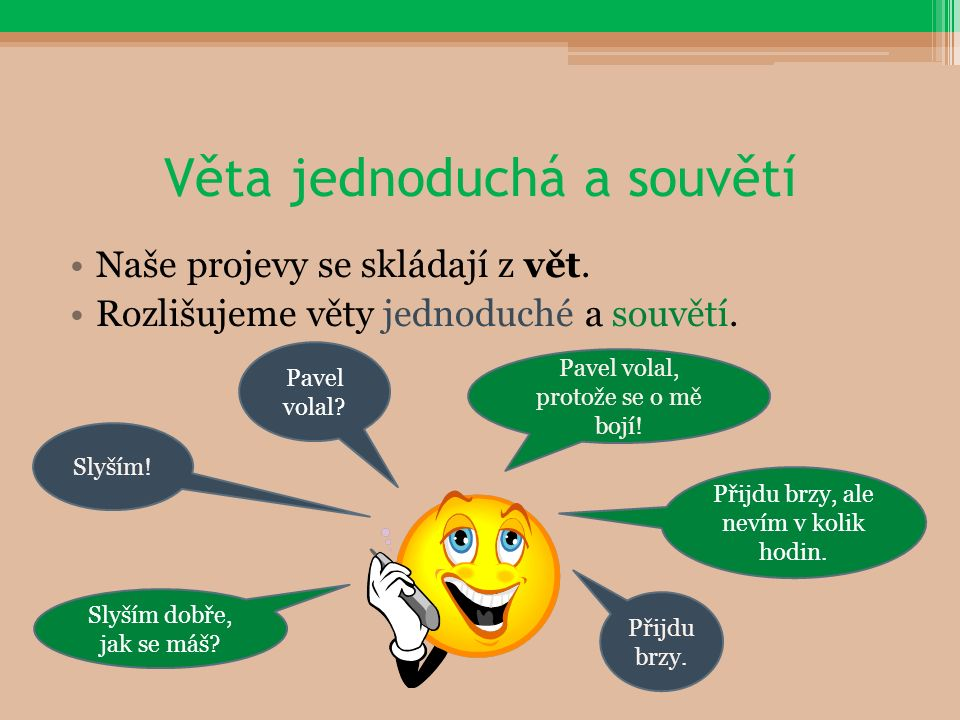 Věta jednoduchá a souvětí
• Naše projevy se skládají z vět.
• Rozlišujeme věty jednoduché a souvětí.
Pavel
volal?
Pavel volal,
protože se o mě
bojí!
Slyším!
Přijdu brzy, ale
nevím v kolik
hodin.
Slyším dobře,
jak se máš?
Přijdu
brzy.